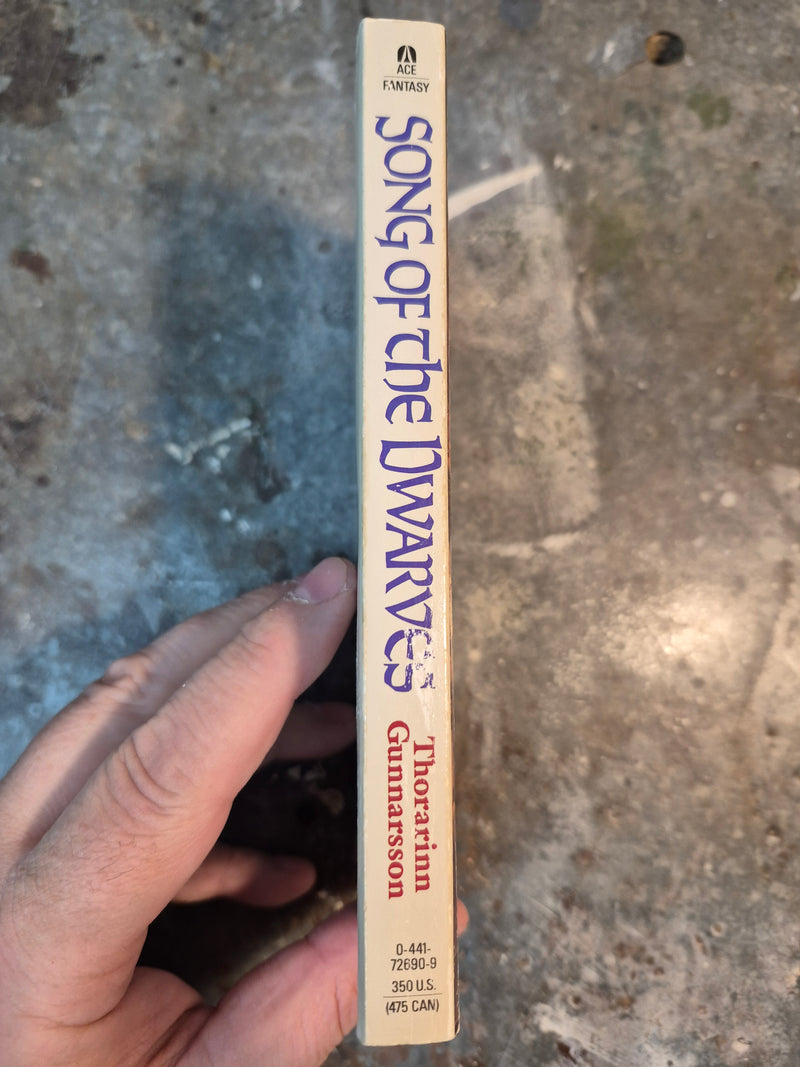 ACE
FANTASY
SONG OF the DWARVES
Thorarinn
Gunnarsson
0-441-
72690-9
350 U.S.
(475 CAN)